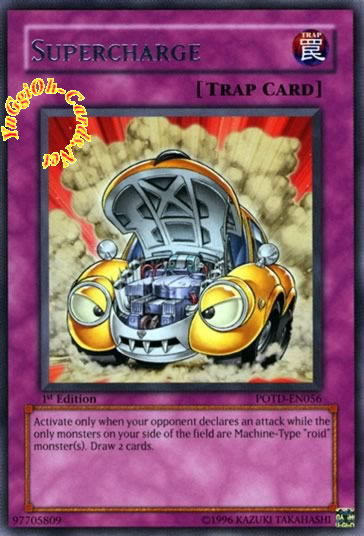 SUPERCHARGE
TRAP
罠
[TRAP CARD]
YuGgiOh-Cards.Net
1st Edition
POTD-EN056
Activate only when your opponent declares an attack while the
only monsters on your side of the field are Machine-Type "roid"
monster(s). Draw 2 cards.
97705809
©1996 KAZUKI TAKAHASHI